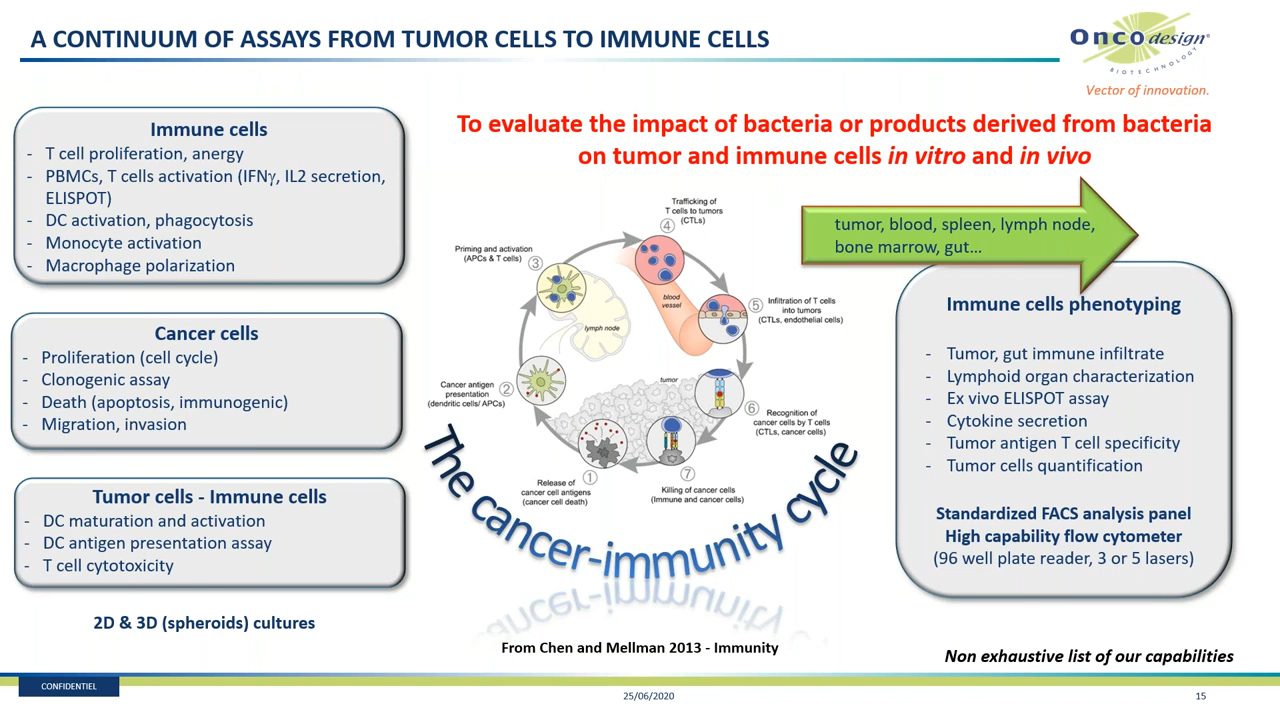 A CONTINUUM OF ASSAYS FROM TUMOR CELLS TO IMMUNE CELLS
Oncodesign®
BIOTECHNOLOGY
Vector of innovation.
Immune cells
- T cell proliferation, anergy
- PBMCs, T cells activation (IFNγ, IL2 secretion,
ELISPOT)
- DC activation, phagocytosis
- Monocyte activation
- Macrophage polarization
Cancer cells
- Proliferation (cell cycle)
- Clonogenic assay
- Death (apoptosis, immunogenic)
- Migration, invasion
Tumor cells - Immune cells
- DC maturation and activation
- DC antigen presentation assay
- T cell cytotoxicity
2D & 3D (spheroids) cultures
To evaluate the impact of bacteria or products derived from bacteria
on tumor and immune cells in vitro and in vivo
Trafficking of
T cells to tumors
(CTLs)
4
Priming and activation
(APCs & T cells)
3
blood
vessel
lymph node
5
Infiltration of T cells
into tumors
(CTLs, endothelial cells)
Cancer antigen
presentation
(dendritic cells/ APCs)
2
tumor
6
Recognition of
cancer cells by T cells
(CTLs, cancer cells)
1
Release of
cancer cell antigens
(cancer cell death)
7
Killing of cancer cells
(Immune and cancer cells)
The cancer-immunity cycle
From Chen and Mellman 2013 - Immunity
tumor, blood, spleen, lymph node,
bone marrow, gut…
Immune cells phenotyping
- Tumor, gut immune infiltrate
- Lymphoid organ characterization
- Ex vivo ELISPOT assay
- Cytokine secretion
- Tumor antigen T cell specificity
- Tumor cells quantification
Standardized FACS analysis panel
High capability flow cytometer
(96 well plate reader, 3 or 5 lasers)
Non exhaustive list of our capabilities
CONFIDENTIEL
25/06/2020
15